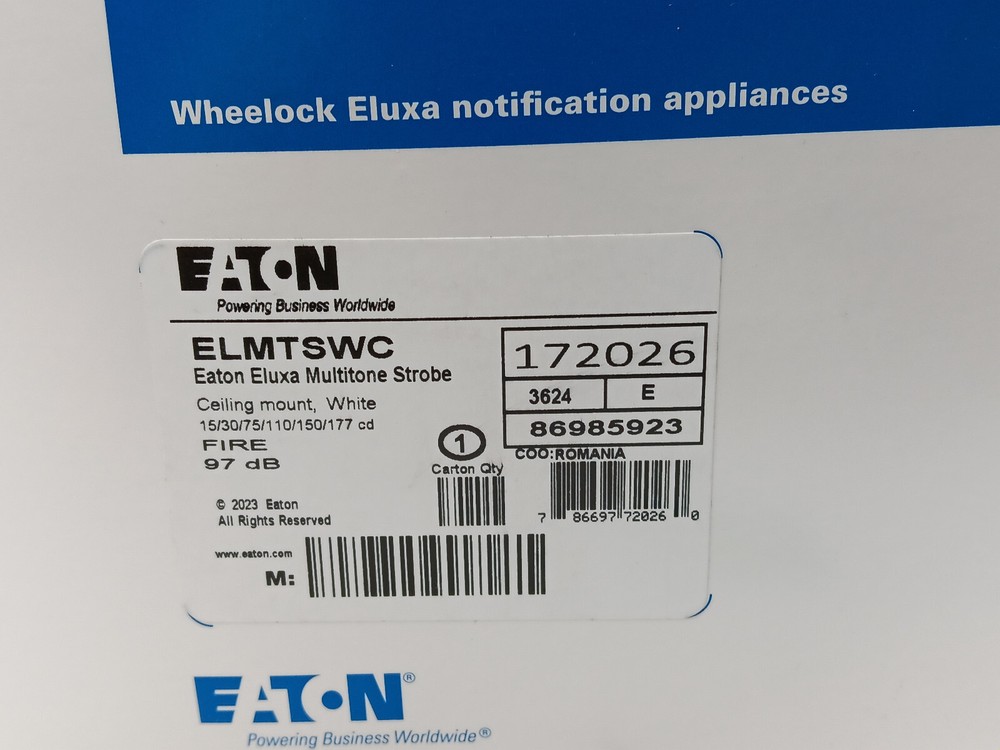 Wheelock Eluxa notification appliances
EATON
Powering Business Worldwide
ELMTSWC
Eaton Eluxa Multitone Strobe
Ceiling mount, White
15/30/75/110/150/177 cd
FIRE
97 dB
1
Carton Qty
172026
3624 E
86985923
COO:ROMANIA
7 86697 72026 0
© 2023 Eaton
All Rights Reserved
www.eaton.com
M:
EATON®
Powering Business Worldwide®